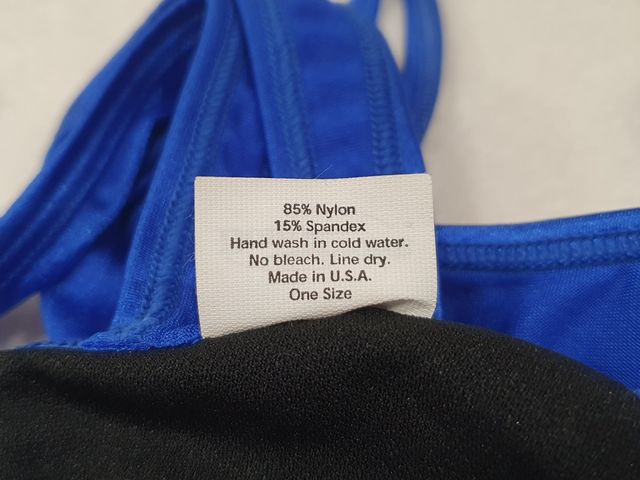 85% Nylon
15% Spandex
Hand wash in cold water.
No bleach. Line dry.
Made in U.S.A.
One Size